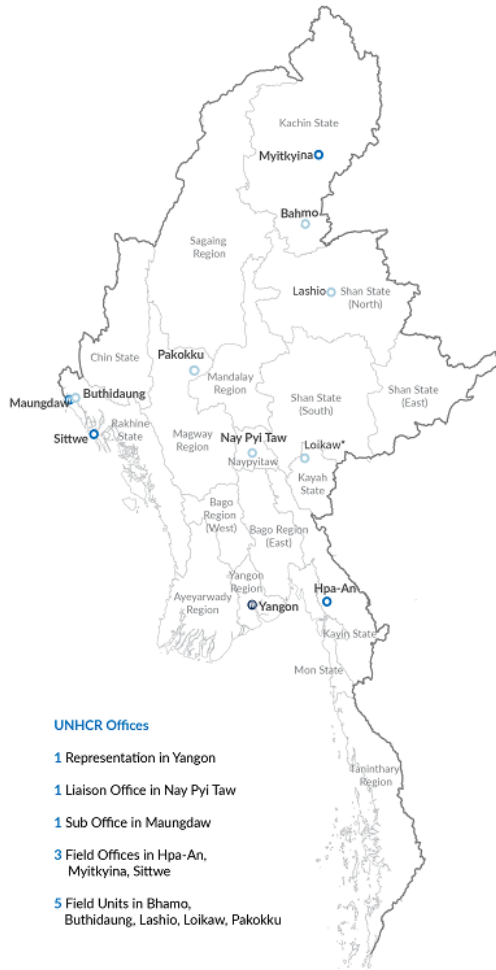 Kachin State
Myitkyina
Bahmo
Sagaing
Region
Lashio
Shan State
(North)
Chin State
Pakokku
Mandalay
Region
Shan State
(East)
Maungdaw
Buthidaung
Shan State
(South)
Sittwe
Rakhine
State
Magway
Region
Nay Pyi Taw
Naypyitaw
Loikaw*
Kayah
State
Bago
Region
(West)
Bago Region
(East)
Yangon
Region
Ayeyarwady
Region
Yangon
Hpa-An
Kayin State
Mon State
Taninthary
Region
UNHCR Offices
1 Representation in Yangon
1 Liaison Office in Nay Pyi Taw
1 Sub Office in Maungdaw
3 Field Offices in Hpa-An,
Myitkyina, Sittwe
5 Field Units in Bhamo,
Buthidaung, Lashio, Loikaw, Pakokku